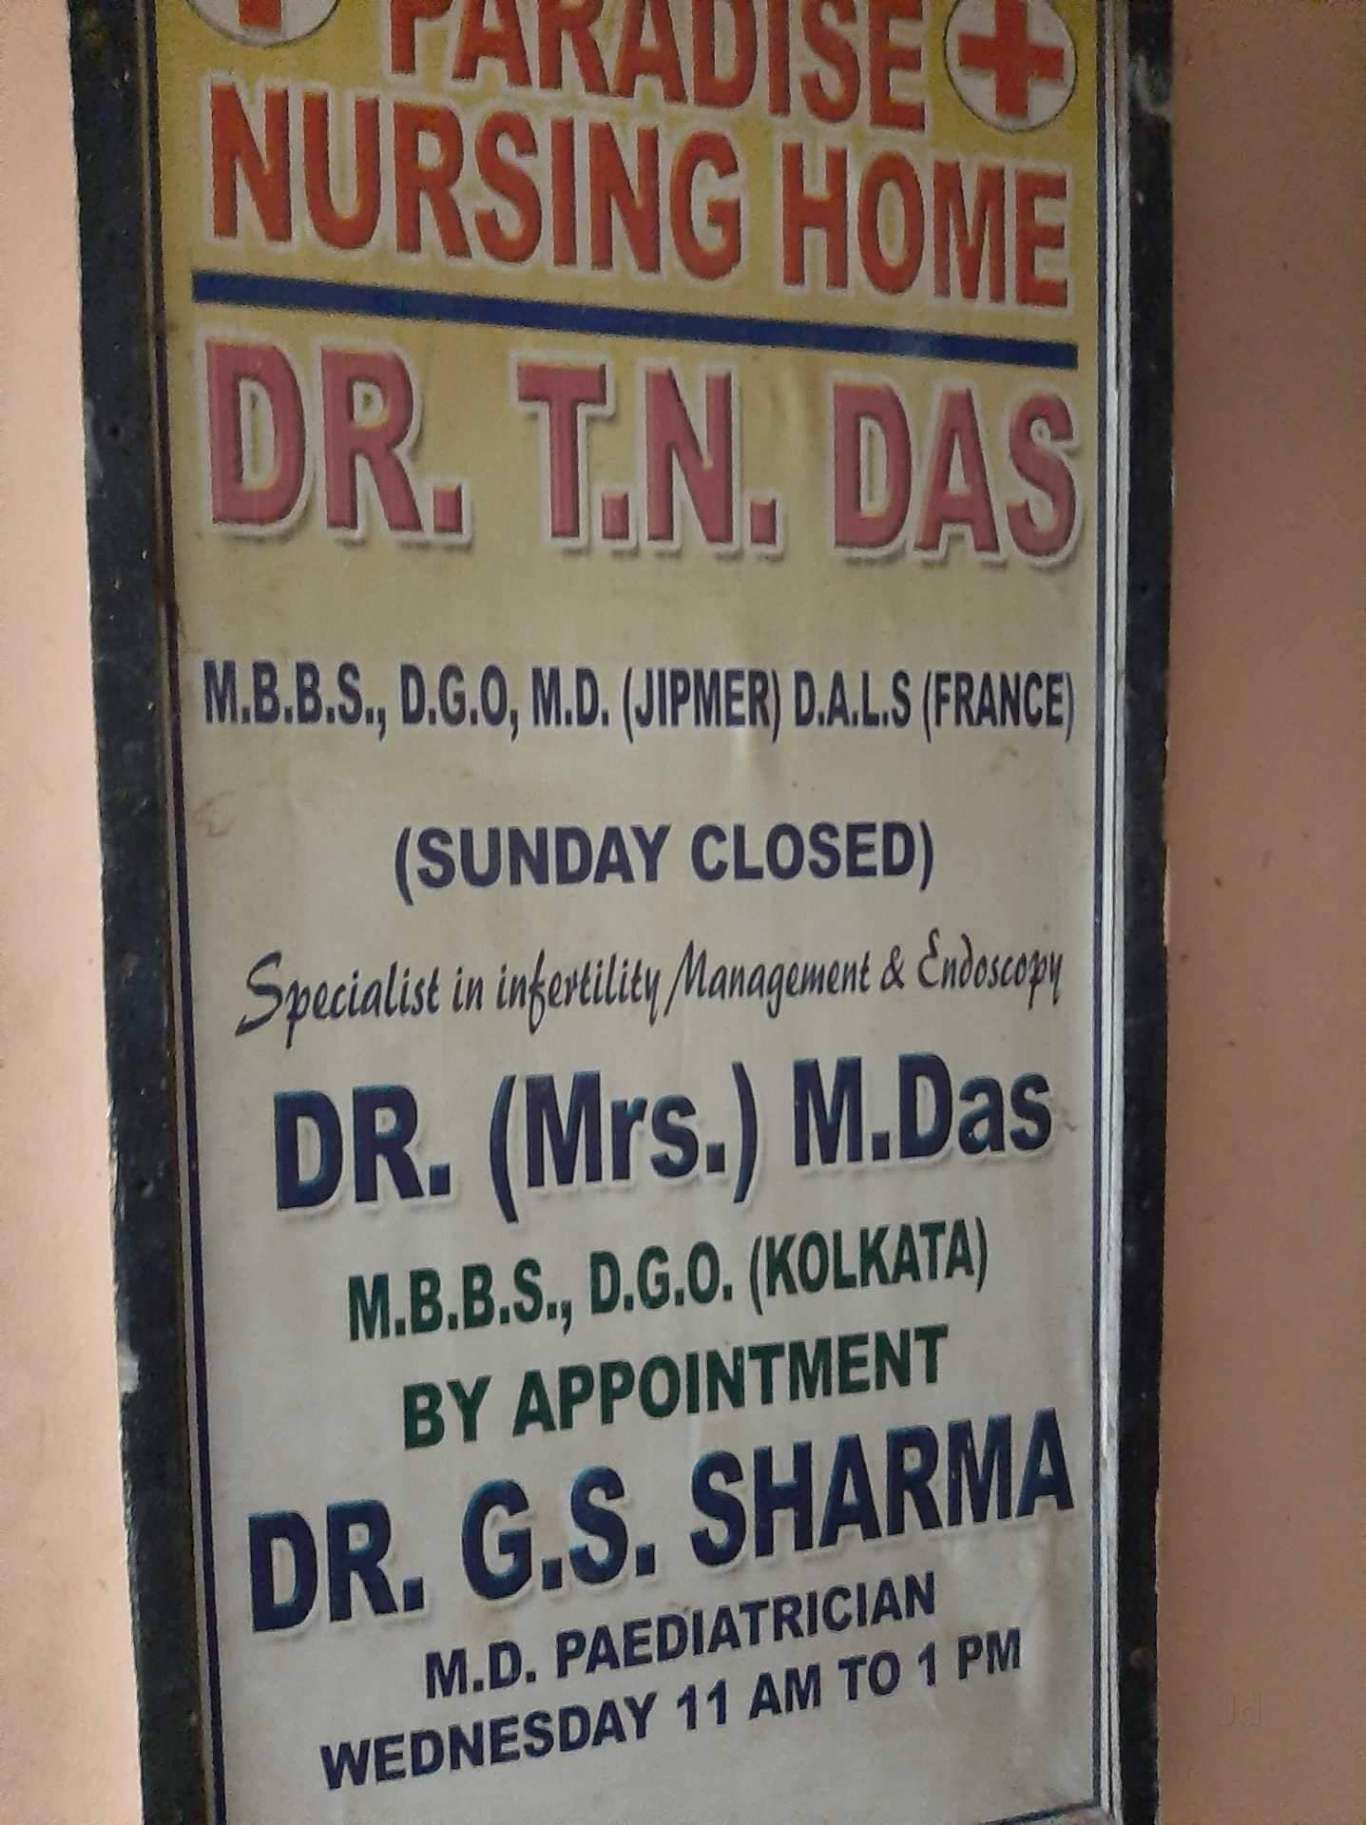 PARADISE
NURSING HOME
DR. T.N. DAS
M.B.B.S., D.G.O, M.D. (JIPMER) D.A.L.S (FRANCE)
(SUNDAY CLOSED)
Specialist in infertility Management & Endoscopy
DR. (Mrs.) M.Das
M.B.B.S., D.G.O. (KOLKATA)
BY APPOINTMENT
DR. G.S. SHARMA
M.D. PAEDIATRICIAN
WEDNESDAY 11 AM TO 1 PM
Jd